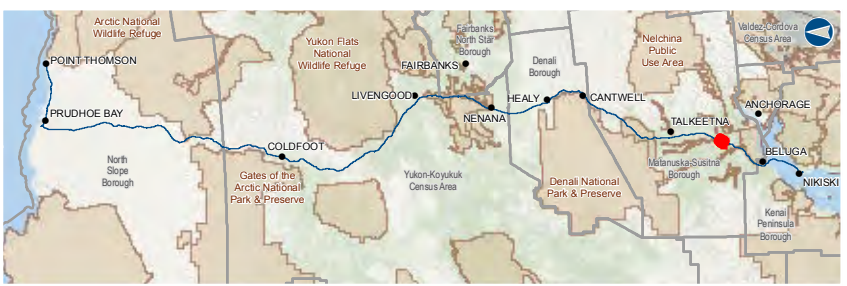 Arctic National
Wildlife Refuge
Yukon Flats
National
Wildlife Refuge
Fairbanks
North Star
Borough
Nelchina
Public
Use Area
Valdez-Cordova
Census Area
POINT THOMSON
FAIRBANKS
Denali
Borough
LIVENGOOD
HEALY
CANTWELL
ANCHORAGE
PRUDHOE BAY
NENANA
TALKEETNA
COLDFOOT
BELUGA
North
Slope
Borough
Gates of the
Arctic National
Park & Preserve
Yukon-Koyukuk
Census Area
Denali National
Park & Preserve
Matanuska-Susitna
Borough
NIKISKI
Kenai
Peninsula
Borough